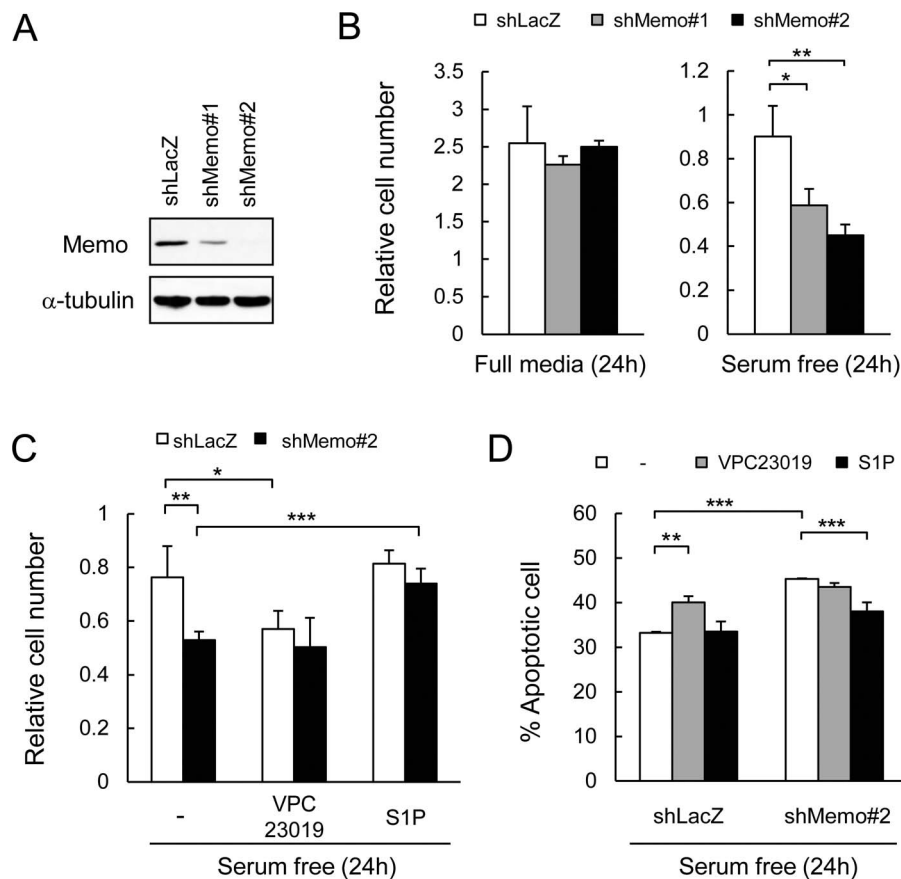 A
shLacZ
shMemo#1
shMemo#2
Memo
α-tubulin
B
shLacZ shMemo#1 shMemo#2
Relative cell number
3.5
3
2.5
2
1.5
1
0.5
0
Full media (24h)
**
*
1.2
1
0.8
0.6
0.4
0.2
0
Serum free (24h)
C
shLacZ shMemo#2
*
**
***
Relative cell number
1
0.8
0.6
0.4
0.2
0
- VPC 23019 S1P
Serum free (24h)
D
- VPC23019 S1P
***
**
***
% Apoptotic cell
60
50
40
30
20
10
0
shLacZ shMemo#2
Serum free (24h)